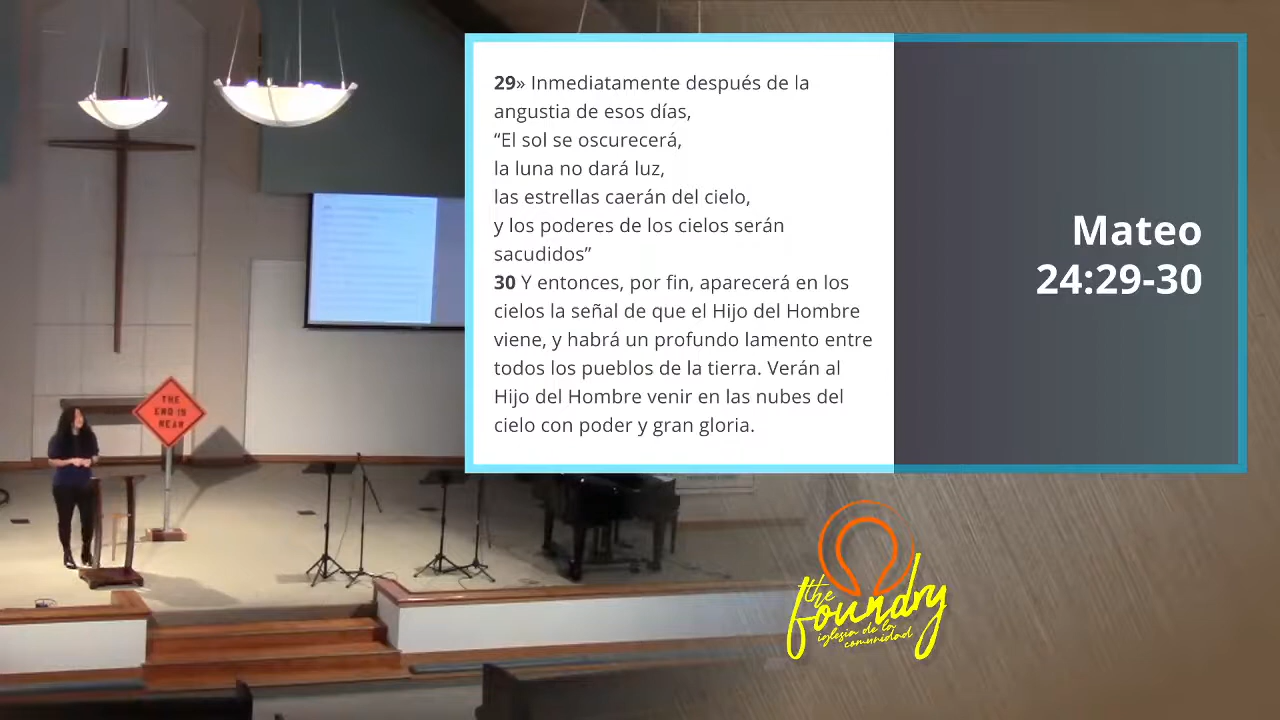 29» Inmediatamente después de la
angustia de esos días,
“El sol se oscurecerá,
la luna no dará luz,
las estrellas caerán del cielo,
y los poderes de los cielos serán
sacudidos”
30 Y entonces, por fin, aparecerá en los
cielos la señal de que el Hijo del Hombre
viene, y habrá un profundo lamento entre
todos los pueblos de la tierra. Verán al
Hijo del Hombre venir en las nubes del
cielo con poder y gran gloria.
Mateo
24:29-30
THE
END IS
NEAR
the
foundry
iglesia de la
comunidad